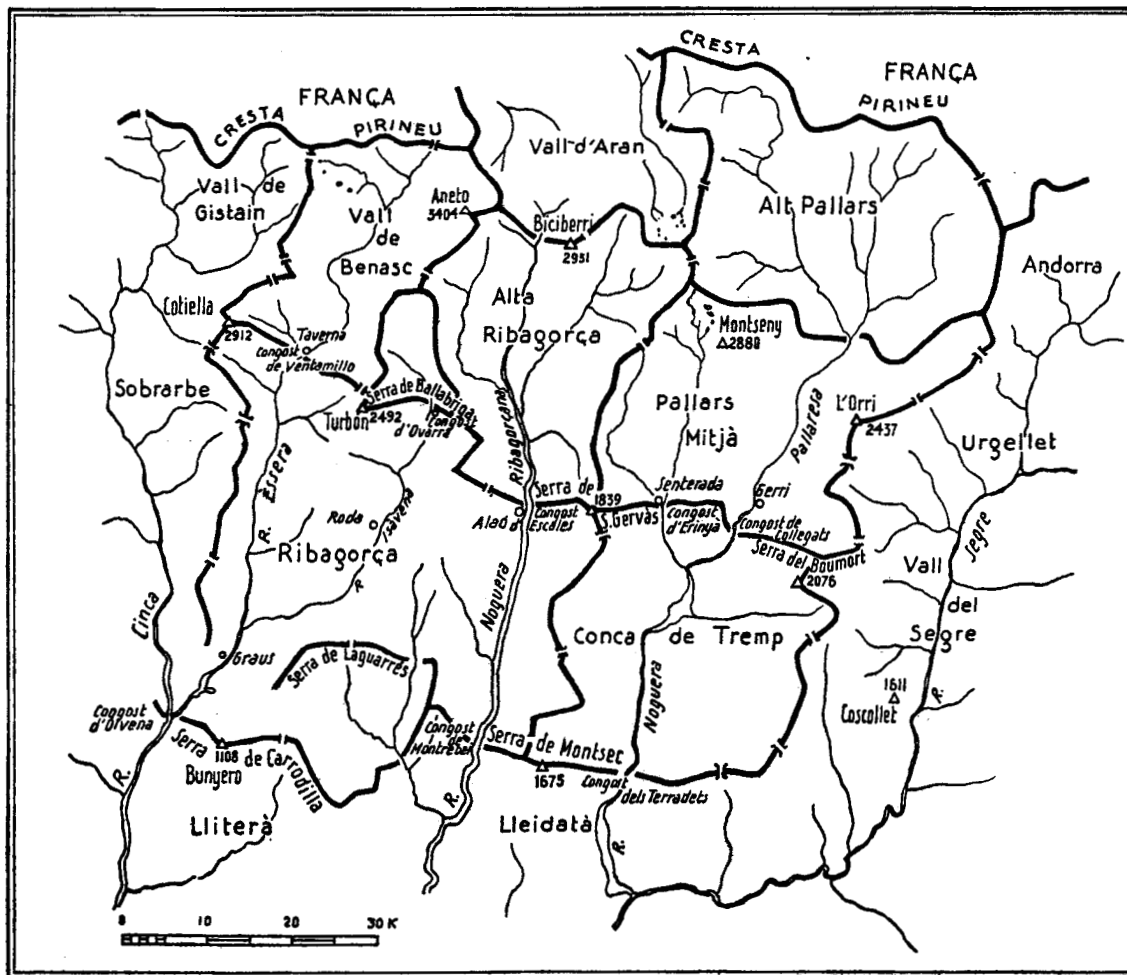 CRESTA PIRINEU
FRANÇA
CRESTA PIRINEU
FRANÇA
Vall de
Gistain
Vall
de
Benasc
Aneto
3404
Vall d'Aran
Biciberri
2951
Alt Pallars
Andorra
Cotiella
2912
Taverna
Congost
de Ventamillo
Alta
Ribagorça
Montseny
2880
Sobrarbe
Serra de Ballabriga
Turbón
2492
Congost
d'Ovarra
Pallars
Mitjà
L'Orri
2437
Urgellet
R. Essera
Ribagorçana
Pallaresa
Roda
R. Isàvena
Ribagorça
Alaó
Congost
d'Escales
Serra de
S. Gervàs
1839
Senterada
Congost
d'Erinyà
Gerri
Congost de
Collegats
Serra del Boumort
2076
Vall
del
Segre
R. Segre
Cinca
R.
Noguera
R.
Conca de Tremp
Noguera
R.
Graus
Serra de Laguarres
1611
Coscollet
Congost
d'Olvena
Serra de Carrodilla
1108
Bunyero
Congost
de
Montrebei
Serra de Montsec
1675
Congost
dels Terradets
Lliterà
Lleidatà
0 10 20 30 K